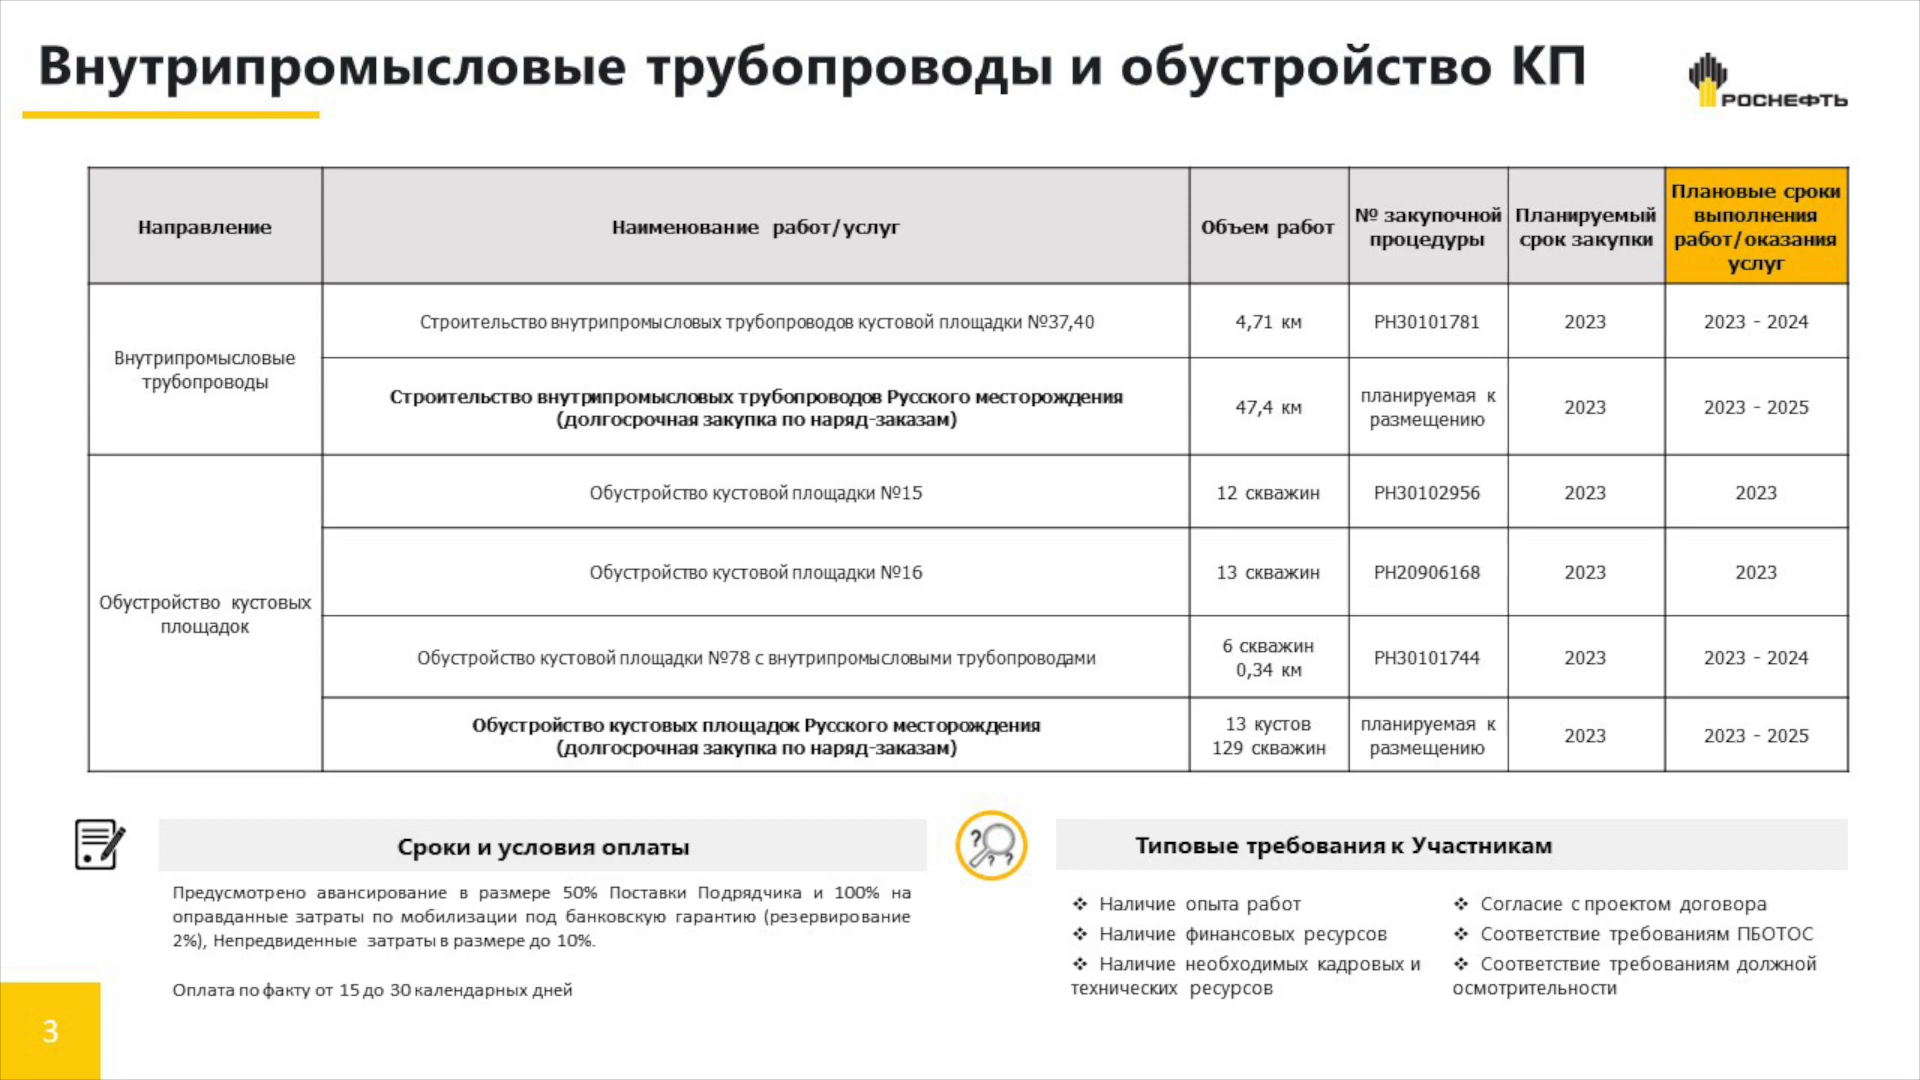 Внутрипромысловые трубопроводы и обустройство КП
РОСНЕФТЬ
Направление
Наименование работ/услуг
Объем работ
№ закупочной
процедуры
Планируемый
срок закупки
Плановые сроки
выполнения
работ/оказания
услуг
Внутрипромысловые
трубопроводы
Строительство внутрипромысловых трубопроводов кустовой площадки №37,40
4,71 км
РН30101781
2023
2023 - 2024
Строительство внутрипромысловых трубопроводов Русского месторождения
(долгосрочная закупка по наряд-заказам)
47,4 км
планируемая к
размещению
2023
2023 - 2025
Обустройство кустовых
площадок
Обустройство кустовой площадки №15
12 скважин
РН30102956
2023
2023
Обустройство кустовой площадки №16
13 скважин
РН20906168
2023
2023
Обустройство кустовой площадки №78 с внутрипромысловыми трубопроводами
6 скважин
0,34 км
РН30101744
2023
2023 - 2024
Обустройство кустовых площадок Русского месторождения
(долгосрочная закупка по наряд-заказам)
13 кустов
129 скважин
планируемая к
размещению
2023
2023 - 2025
Сроки и условия оплаты
Предусмотрено авансирование в размере 50% Поставки Подрядчика и 100% на
оправданные затраты по мобилизации под банковскую гарантию (резервирование
2%), Непредвиденные затраты в размере до 10%.
Оплата по факту от 15 до 30 календарных дней
Типовые требования к Участникам
❖ Наличие опыта работ
❖ Наличие финансовых ресурсов
❖ Наличие необходимых кадровых и
технических ресурсов
❖ Согласие с проектом договора
❖ Соответствие требованиям ПБОТОС
❖ Соответствие требованиям должной
осмотрительности
3